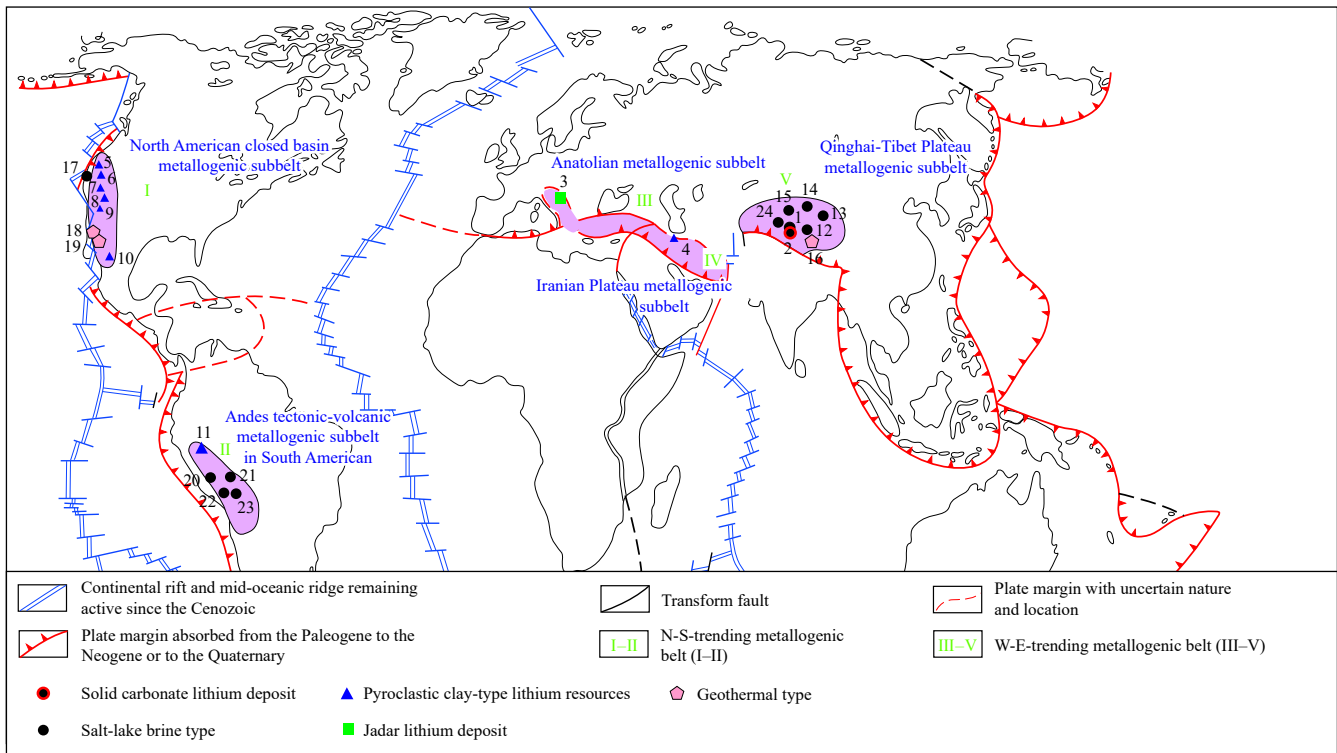 North American closed basin
metallogenic subbelt
Anatolian metallogenic subbelt
Qinghai-Tibet Plateau
metallogenic subbelt
17
5
6
7
8
9
18
19
10
I
3
III
4
IV
V
14
15
24
1
13
12
2
16
Iranian Plateau metallogenic
subbelt
Andes tectonic-volcanic
metallogenic subbelt
in South American
11
II
20
21
22
23
Continental rift and mid-oceanic ridge remaining
active since the Cenozoic
Transform fault
Plate margin with uncertain nature
and location
Plate margin absorbed from the Paleogene to the
Neogene or to the Quaternary
I–II
N-S-trending metallogenic
belt (I–II)
III–V
W-E-trending metallogenic belt (III–V)
Solid carbonate lithium deposit
Pyroclastic clay-type lithium resources
Geothermal type
Salt-lake brine type
Jadar lithium deposit